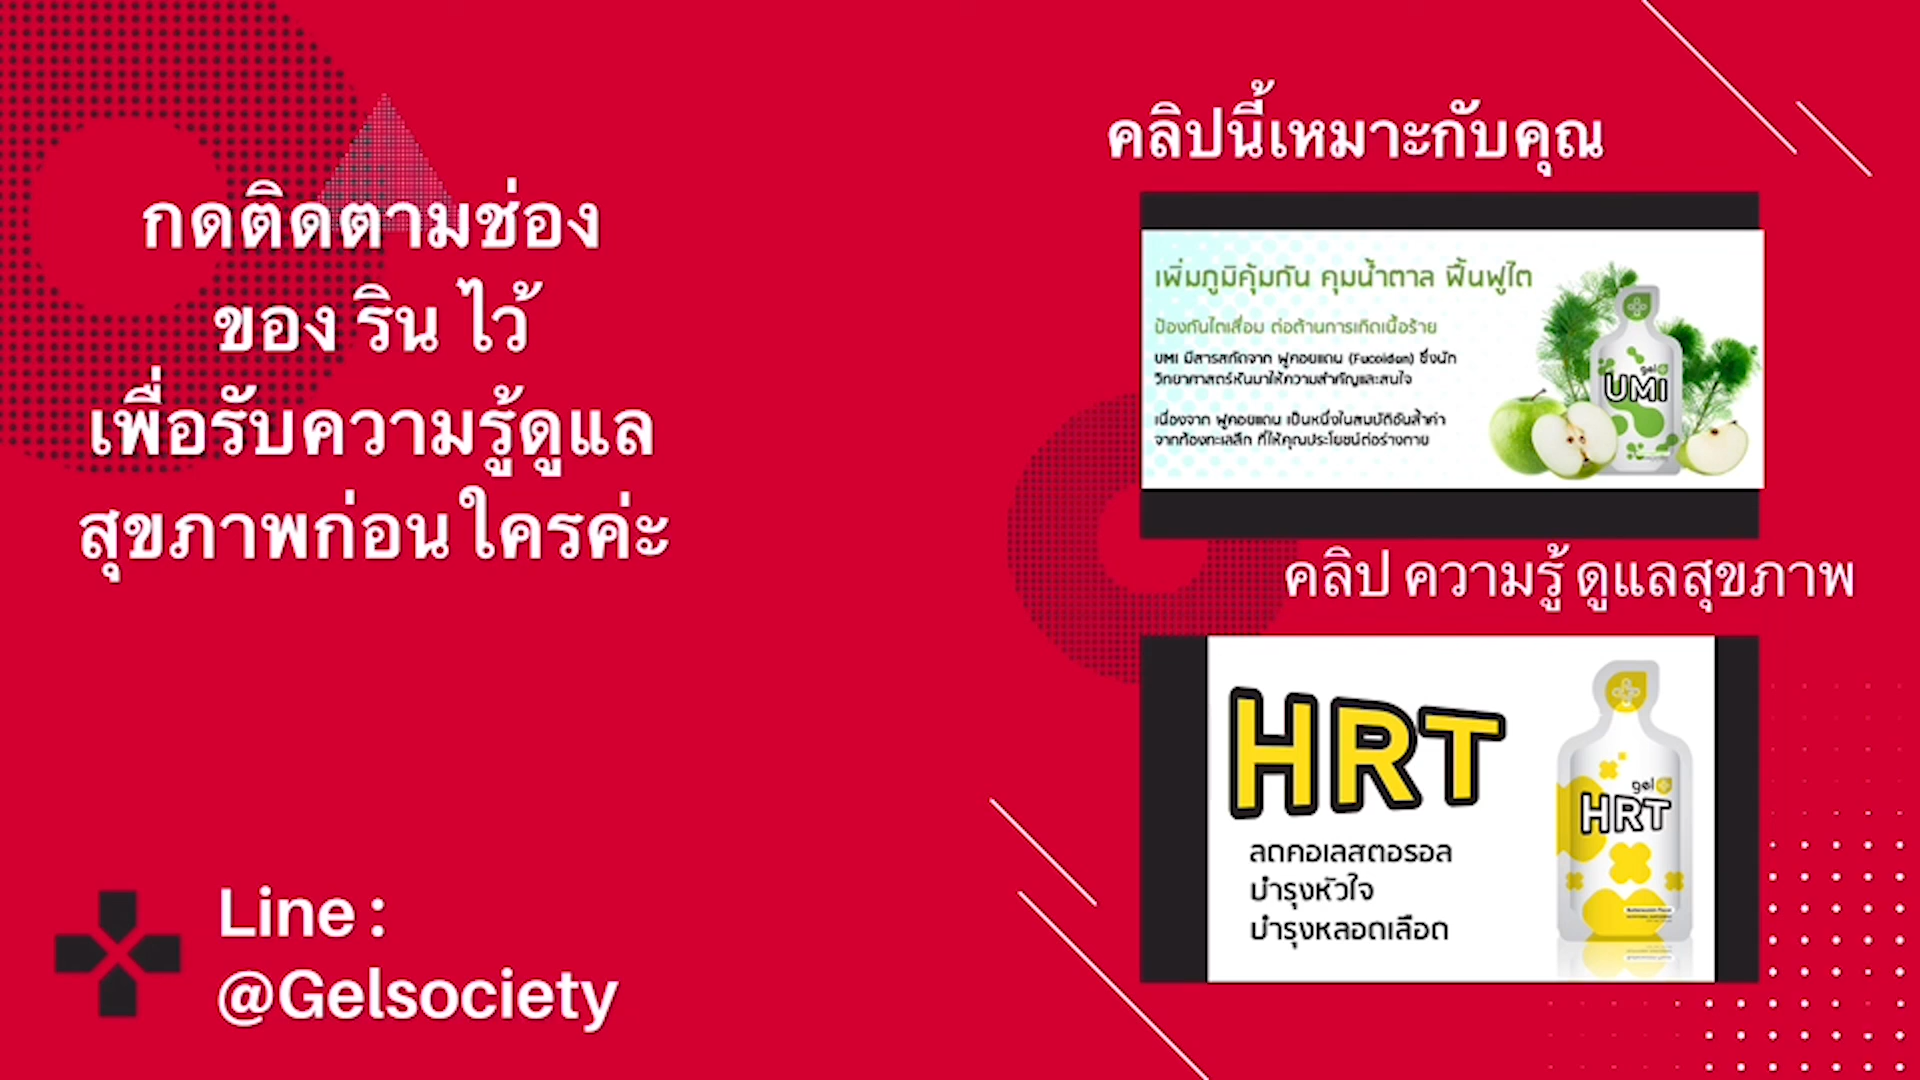 กดติดตามช่อง
ของ ริน ไว้
เพื่อรับความรู้ดูแล
สุขภาพก่อนใครค่ะ
Line :
@Gelsociety
คลิปนี้เหมาะกับคุณ
เพิ่มภูมิคุ้มกัน คุมน้ำตาล ฟื้นฟูไต
ป้องกันไตเสื่อม ต่อต้านการเกิดเนื้อร้าย
UMI มีสารสกัดจาก ฟูคอยแดน (Fucoidan) ซึ่งนัก
วิทยาศาสตร์หันมาให้ความสำคัญและสนใจ
เนื่องจาก ฟูคอยแดน เป็นหนึ่งในสมบัติอันล้ำค่า
จากท้องทะเลลึก ที่ให้คุณประโยชน์ต่อร่างกาย
gel
UMI
คลิป ความรู้ ดูแลสุขภาพ
HRT
ลดคอเลสตอรอล
บำรุงหัวใจ
บำรุงหลอดเลือด
gel
HRT